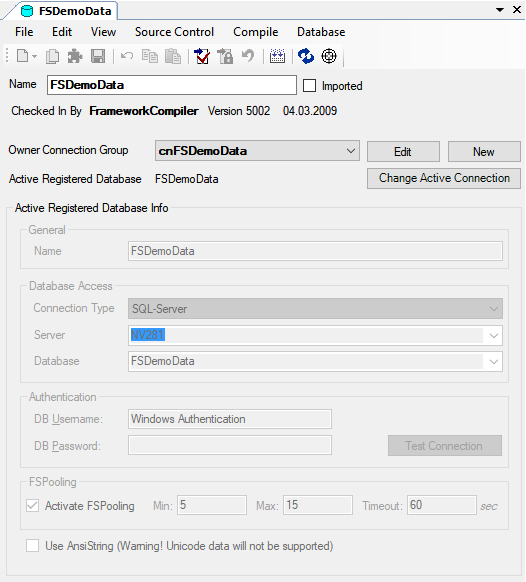 FSDemoData
File Edit View Source Control Compile Database
Name FSDemoData Imported
Checked In By FrameworkCompiler Version 5002 04.03.2009
Owner Connection Group cnFSDemoData Edit New
Active Registered Database FSDemoData Change Active Connection
Active Registered Database Info
General
Name FSDemoData
Database Access
Connection Type SQL-Server
Server NV281
Database FSDemoData
Authentication
DB Username: Windows Authentication
DB Password: Test Connection
FSPooling
Activate FSPooling Min: 5 Max: 15 Timeout: 60 sec
Use AnsiString (Warning! Unicode data will not be supported)